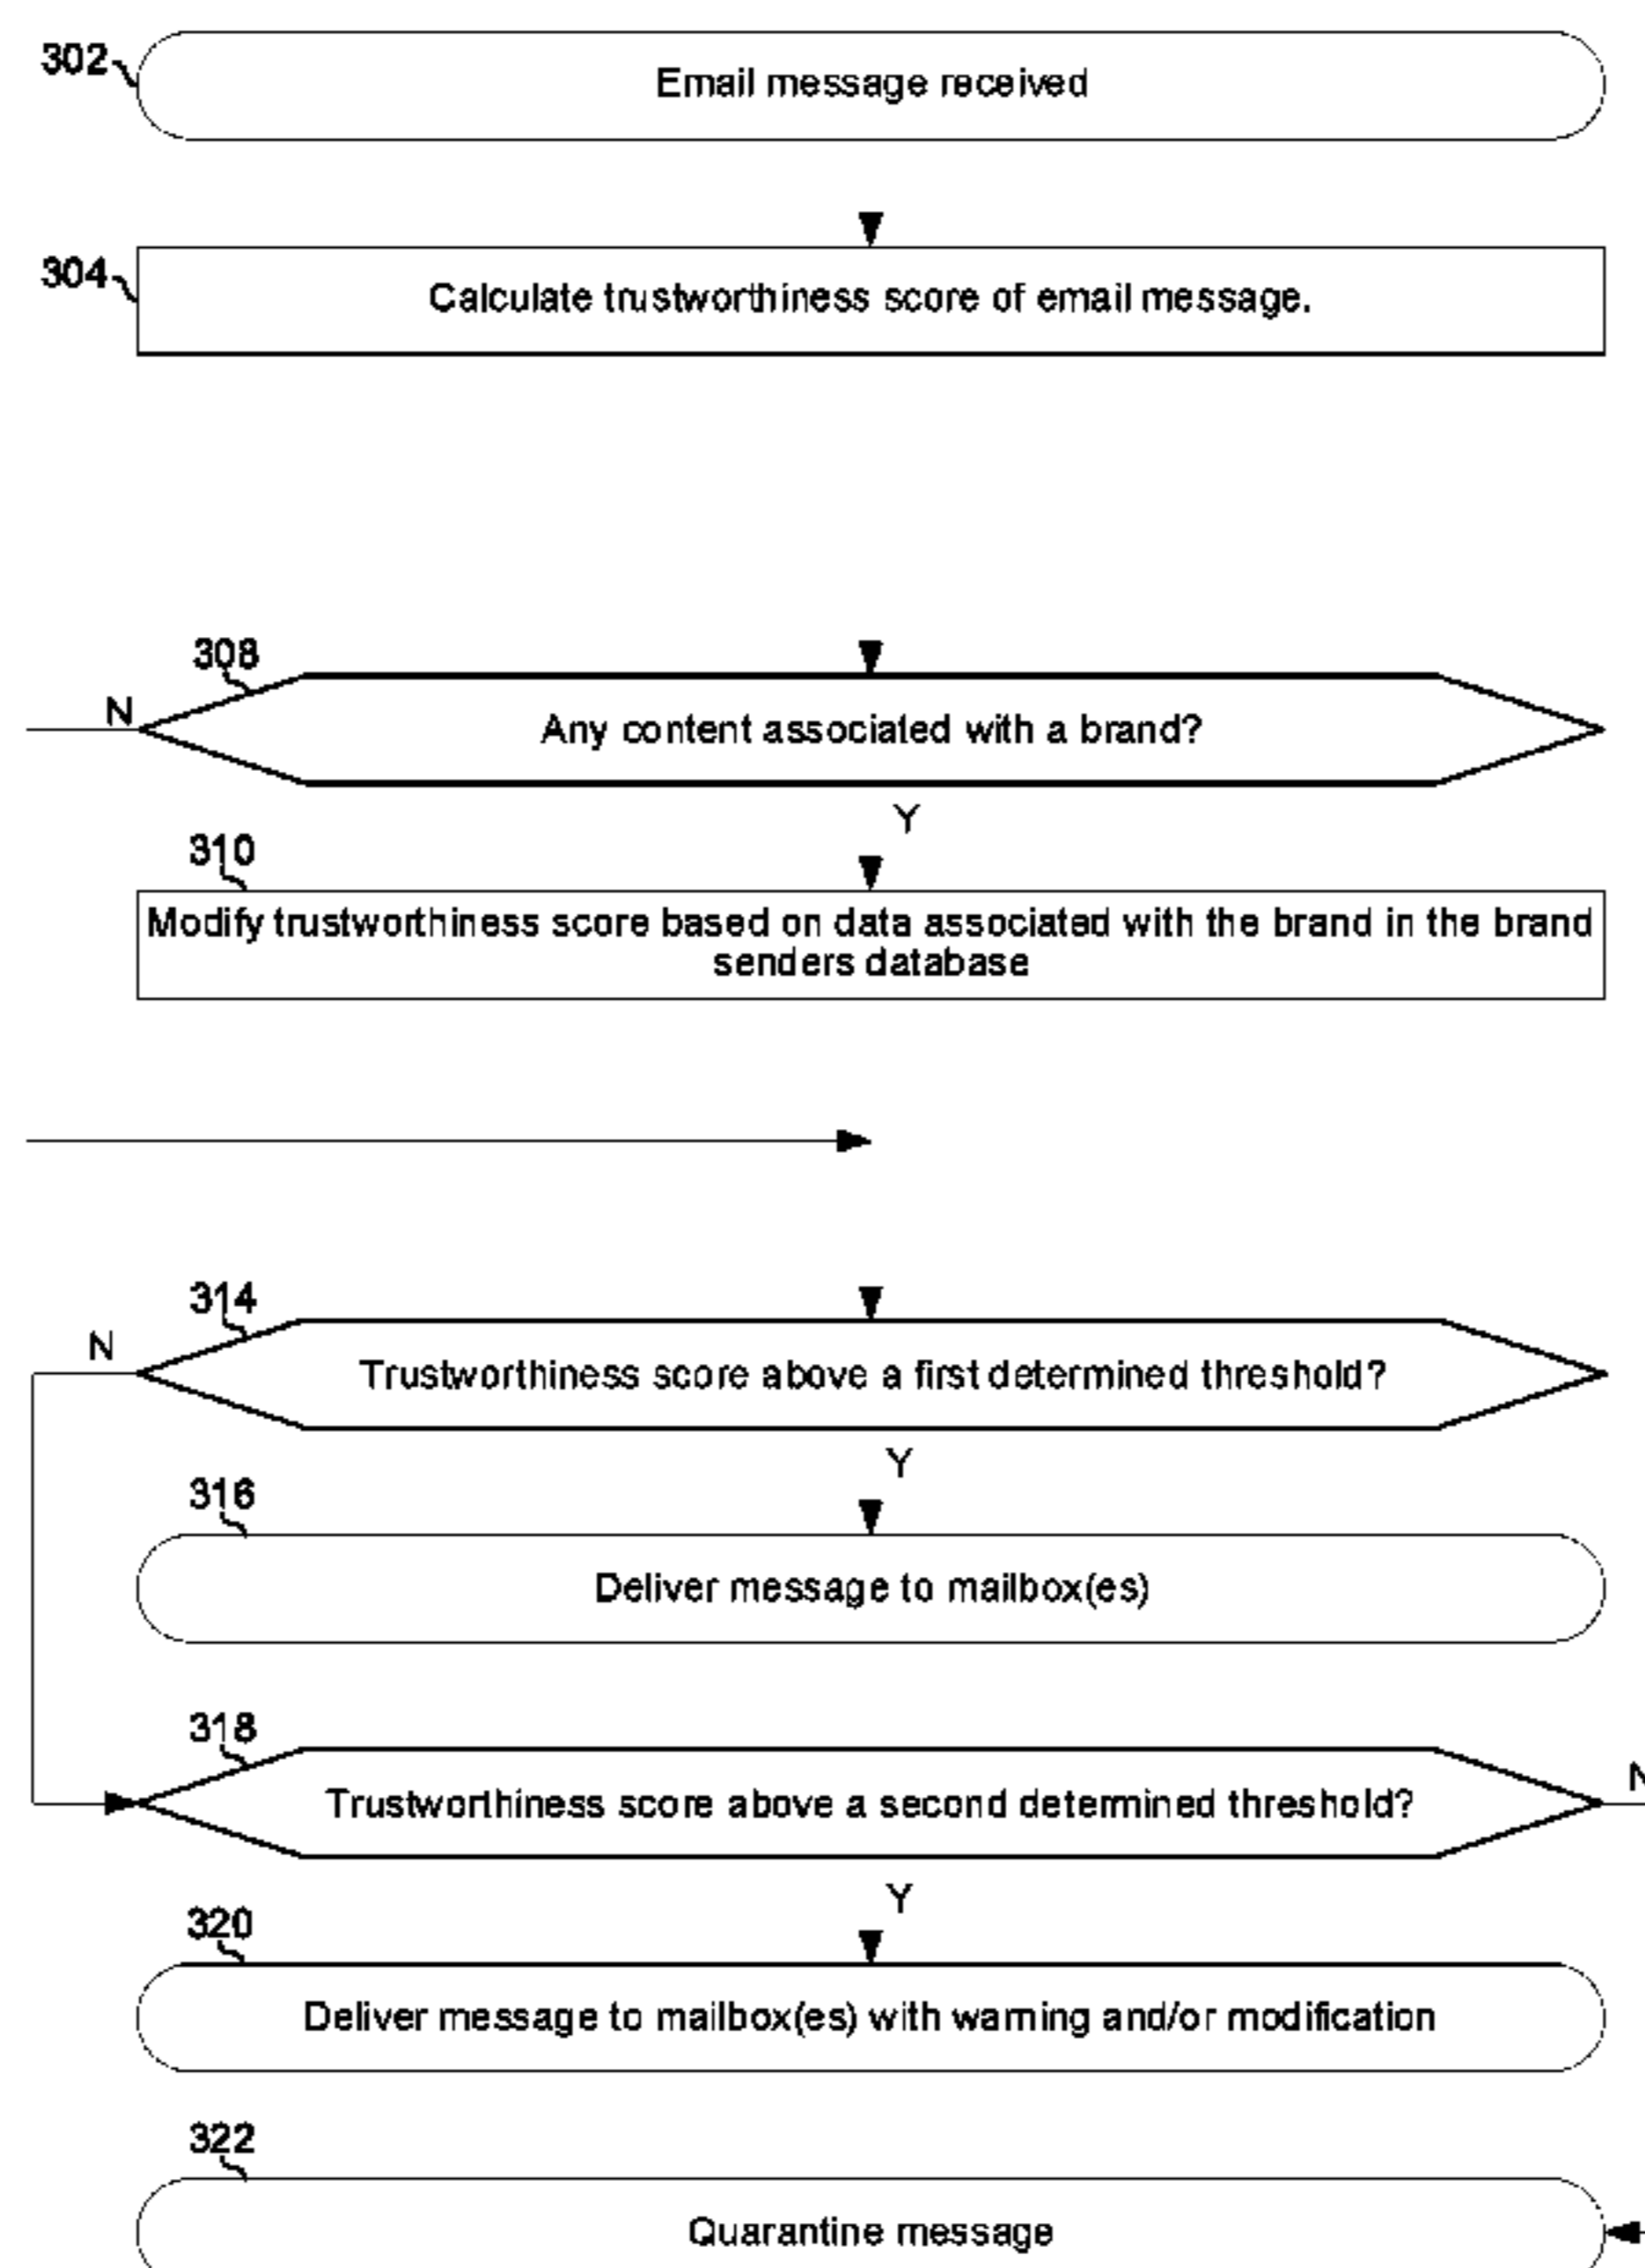 302
Email message received
304
Calculate trustworthiness score of email message.
308
N
Any content associated with a brand?
Y
310
Modify trustworthiness score based on data associated with the brand in the brand
senders database
314
N
Trustworthiness score above a first determined threshold?
Y
316
Deliver message to mailbox(es)
318
N
Trustworthiness score above a second determined threshold?
Y
320
Deliver message to mailbox(es) with warning and/or modification
322
Quarantine message